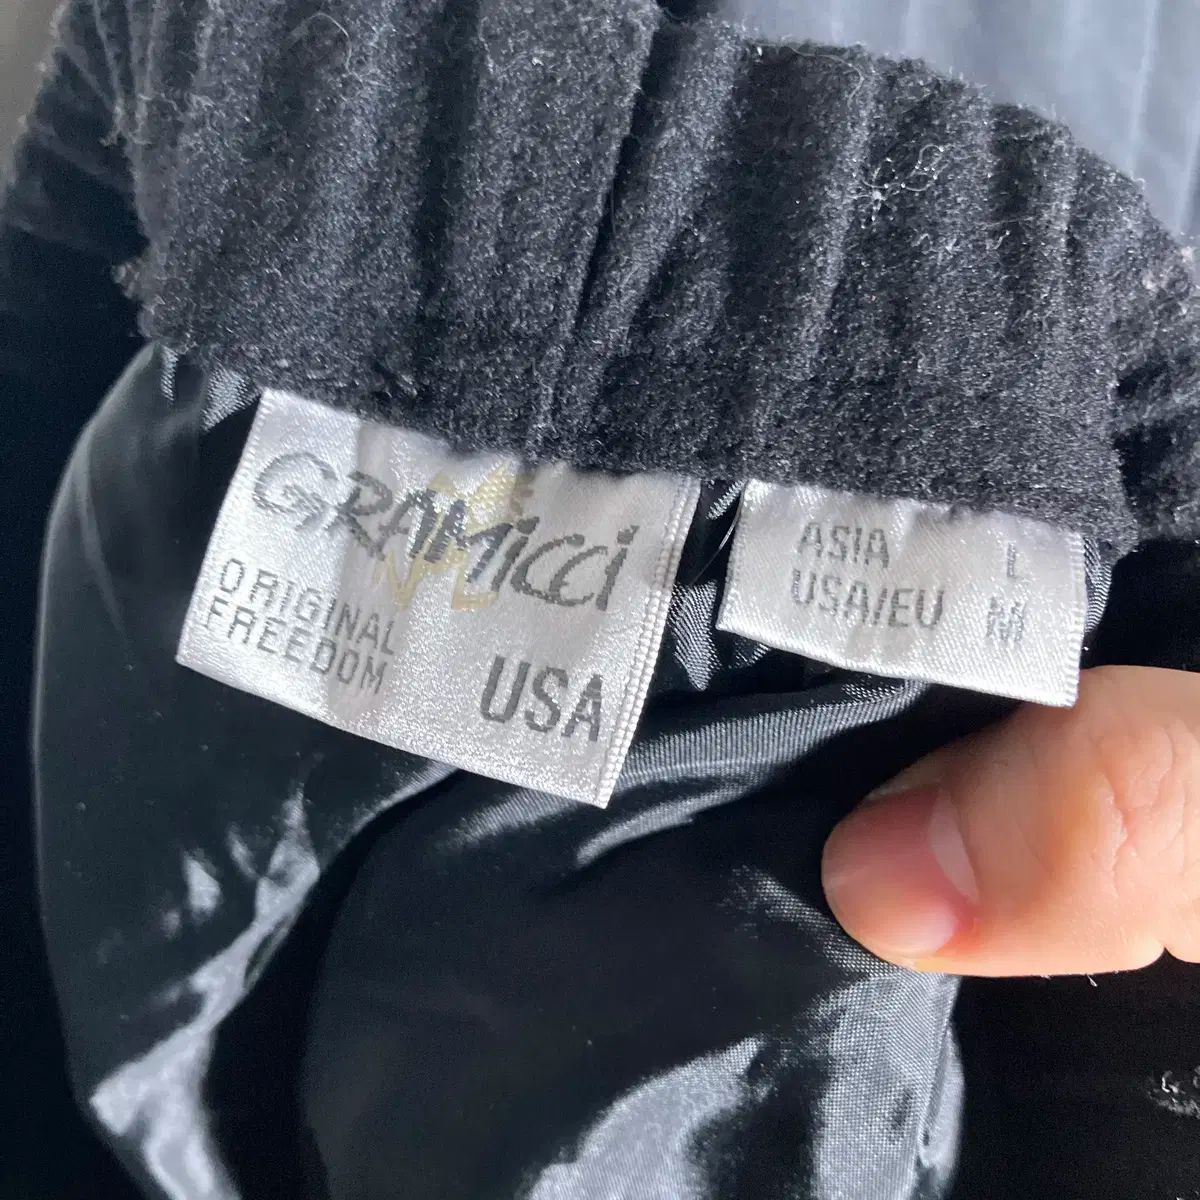 GRAMiCCi
ORIGINAL
FREEDOM
USA
ASIA L
USA/EU M